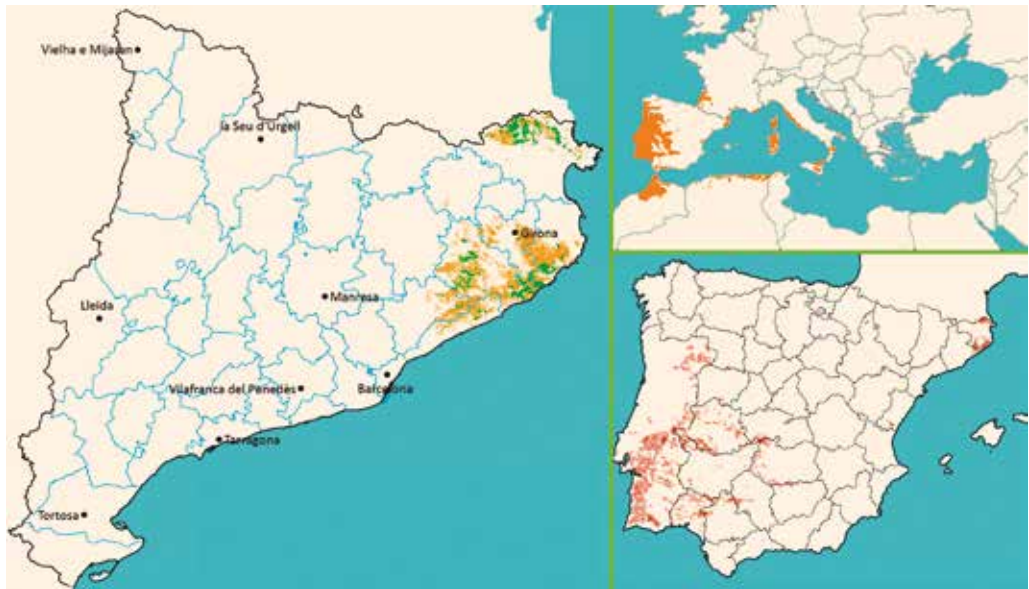 Vielha e Mijaran
la Seu d'Urgell
Girona
Manresa
Lleida
Vilafranca del Penedès
Barcelona
Tarragona
Tortosa